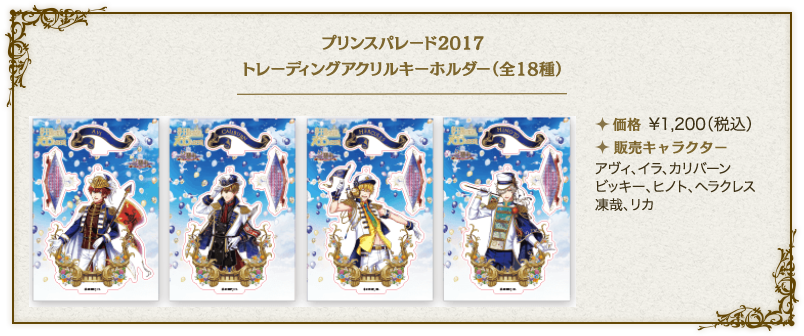 プリンスパレード2017
トレーディングアクリルキーホルダー（全18種）
✦ 価格 ¥1,200（税込）
✦ 販売キャラクター
アヴィ、イラ、カリバーン
ピッキー、ヒノト、ヘラクレス
凍哉、リカ
AVI
CALIBURN